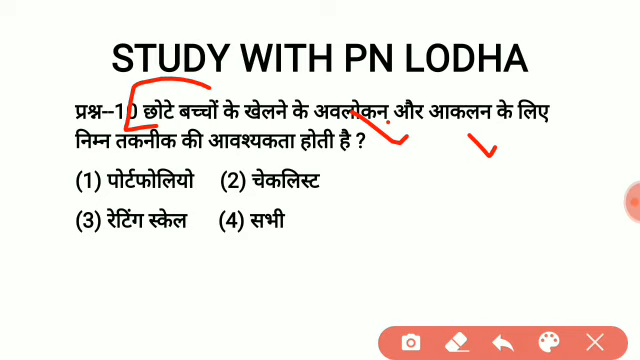 STUDY WITH PN LODHA
प्रश्न--10 छोटे बच्चों के खेलने के अवलोकन और आकलन के लिए
निम्न तकनीक की आवश्यकता होती है ?
(1) पोर्टफोलियो (2) चेकलिस्ट
(3) रेटिंग स्केल (4) सभी